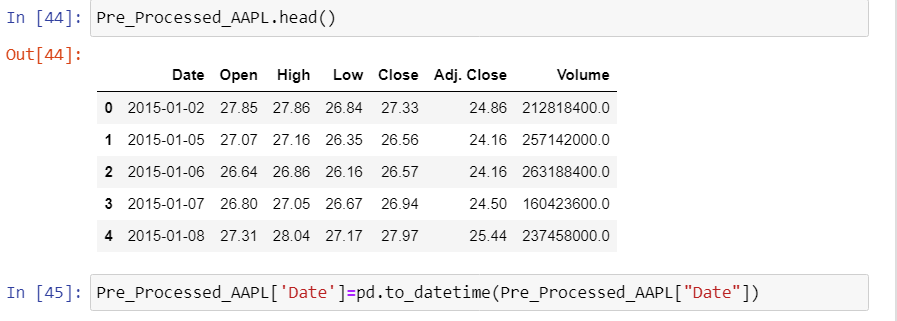 In [44]: Pre_Processed_AAPL.head()
Out[44]:
Date Open High Low Close Adj. Close Volume
0 2015-01-02 27.85 27.86 26.84 27.33 24.86 212818400.0
1 2015-01-05 27.07 27.16 26.35 26.56 24.16 257142000.0
2 2015-01-06 26.64 26.86 26.16 26.57 24.16 263188400.0
3 2015-01-07 26.80 27.05 26.67 26.94 24.50 160423600.0
4 2015-01-08 27.31 28.04 27.17 27.97 25.44 237458000.0
In [45]: Pre_Processed_AAPL['Date']=pd.to_datetime(Pre_Processed_AAPL["Date"])